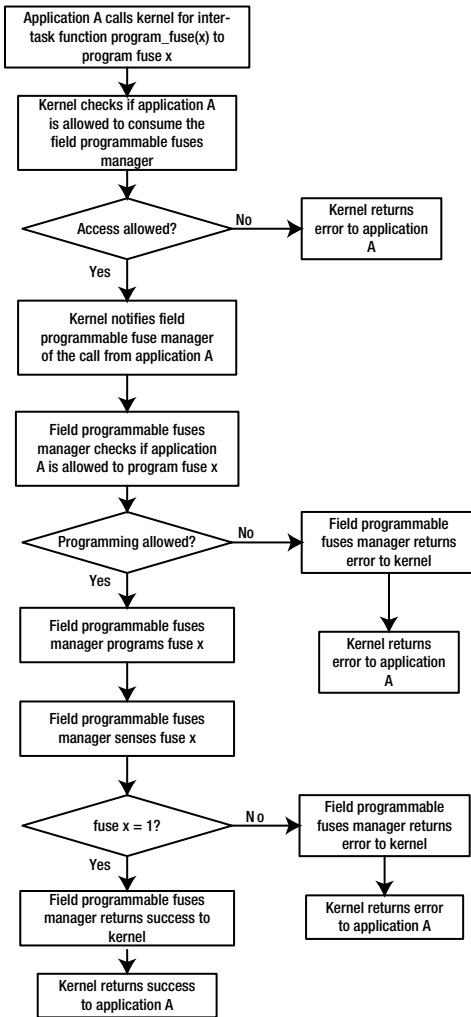 Application A calls kernel for inter-
task function program_fuse(x) to
program fuse x
Kernel checks if application A
is allowed to consume the
field programmable fuses
manager
Access allowed?
No
Kernel returns
error to application
A
Yes
Kernel notifies field
programmable fuse manager
of the call from application A
Field programmable fuses
manager checks if application
A is allowed to program fuse x
Programming allowed?
No
Field programmable
fuses manager returns
error to kernel
Yes
Kernel returns
error to application
A
Field programmable fuses
manager programs fuse x
Field programmable fuses
manager senses fuse x
fuse x = 1?
No
Field programmable
fuses manager returns
error to kernel
Yes
Kernel returns error
to application A
Field programmable fuses
manager returns success to
kernel
Kernel returns success
to application A